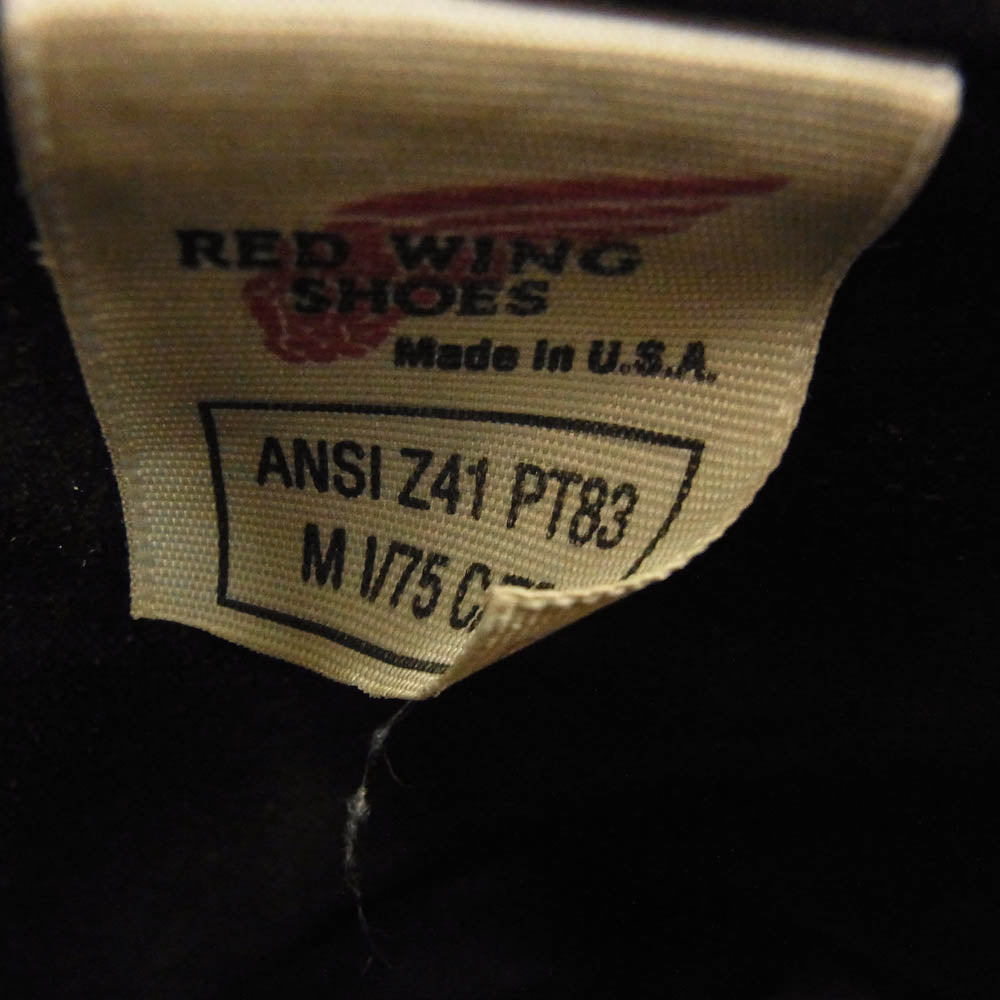 RED WING
SHOES
Made in U.S.A.
ANSI Z41 PT83
M I/75 C